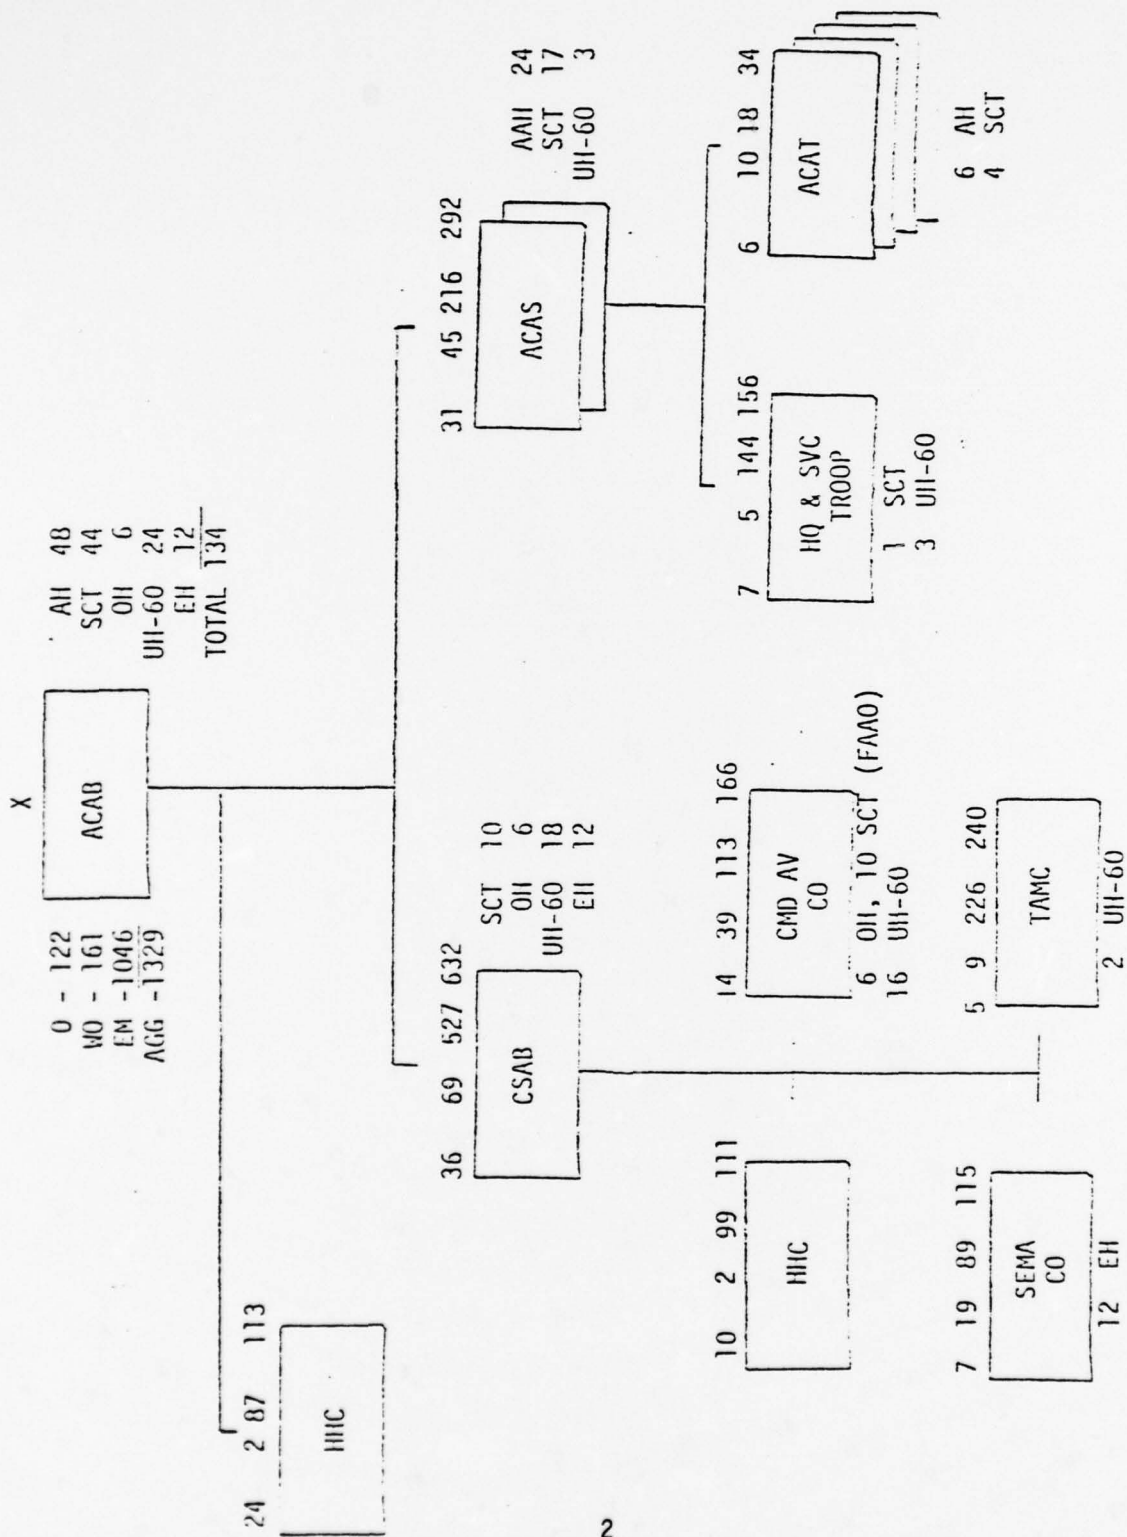 X
ACAB
O - 122
WO - 161
EM -1046
AGG -1329
AH 48
SCT 44
OH 6
UH-60 24
EH 12
TOTAL 134
24 2 87 113
HHC
36 69 527 632
CSAB
SCT 10
OH 6
UH-60 18
EH 12
31 45 216 292
ACAS
AAH 24
SCT 17
UH-60 3
10 2 99 111
HHC
14 39 113 166
CMD AV
CO
6 OH, 10 SCT (FAAO)
16 UH-60
7 5 144 156
HQ & SVC
TROOP
1 SCT
3 UH-60
6 10 18 34
ACAT
6 AH
4 SCT
7 19 89 115
SEMA
CO
12 EH
5 9 226 240
TAMC
2 UH-60
2